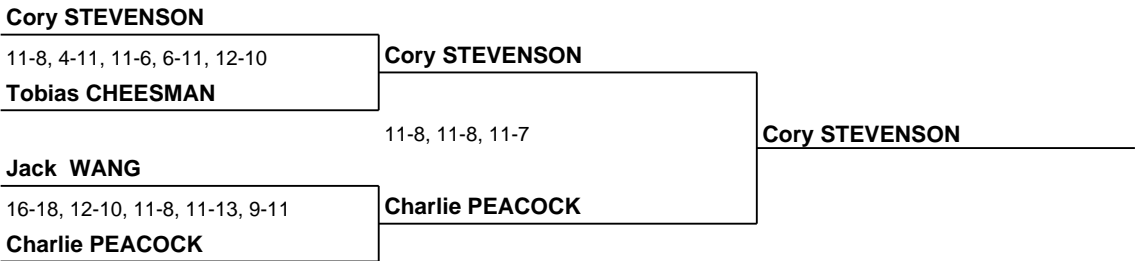 Cory STEVENSON
11-8, 4-11, 11-6, 6-11, 12-10
Cory STEVENSON
Tobias CHEESMAN
11-8, 11-8, 11-7
Cory STEVENSON
Jack WANG
16-18, 12-10, 11-8, 11-13, 9-11
Charlie PEACOCK
Charlie PEACOCK